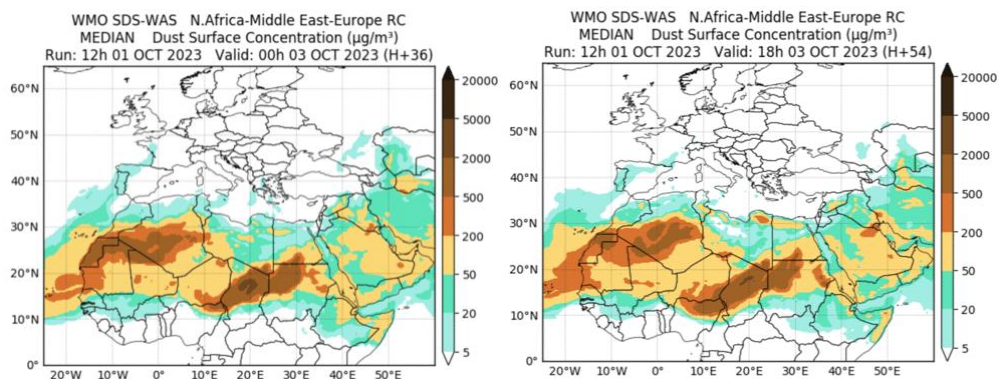 WMO SDS-WAS N.Africa-Middle East-Europe RC
MEDIAN Dust Surface Concentration (µg/m³)
Run: 12h 01 OCT 2023 Valid: 00h 03 OCT 2023 (H+36)
60°N
50°N
40°N
30°N
20°N
10°N
0°
20°W
10°W
0°
10°E
20°E
30°E
40°E
50°E
20000
5000
2000
500
200
50
20
5
WMO SDS-WAS N.Africa-Middle East-Europe RC
MEDIAN Dust Surface Concentration (µg/m³)
Run: 12h 01 OCT 2023 Valid: 18h 03 OCT 2023 (H+54)
60°N
50°N
40°N
30°N
20°N
10°N
0°
20°W
10°W
0°
10°E
20°E
30°E
40°E
50°E
20000
5000
2000
500
200
50
20
5